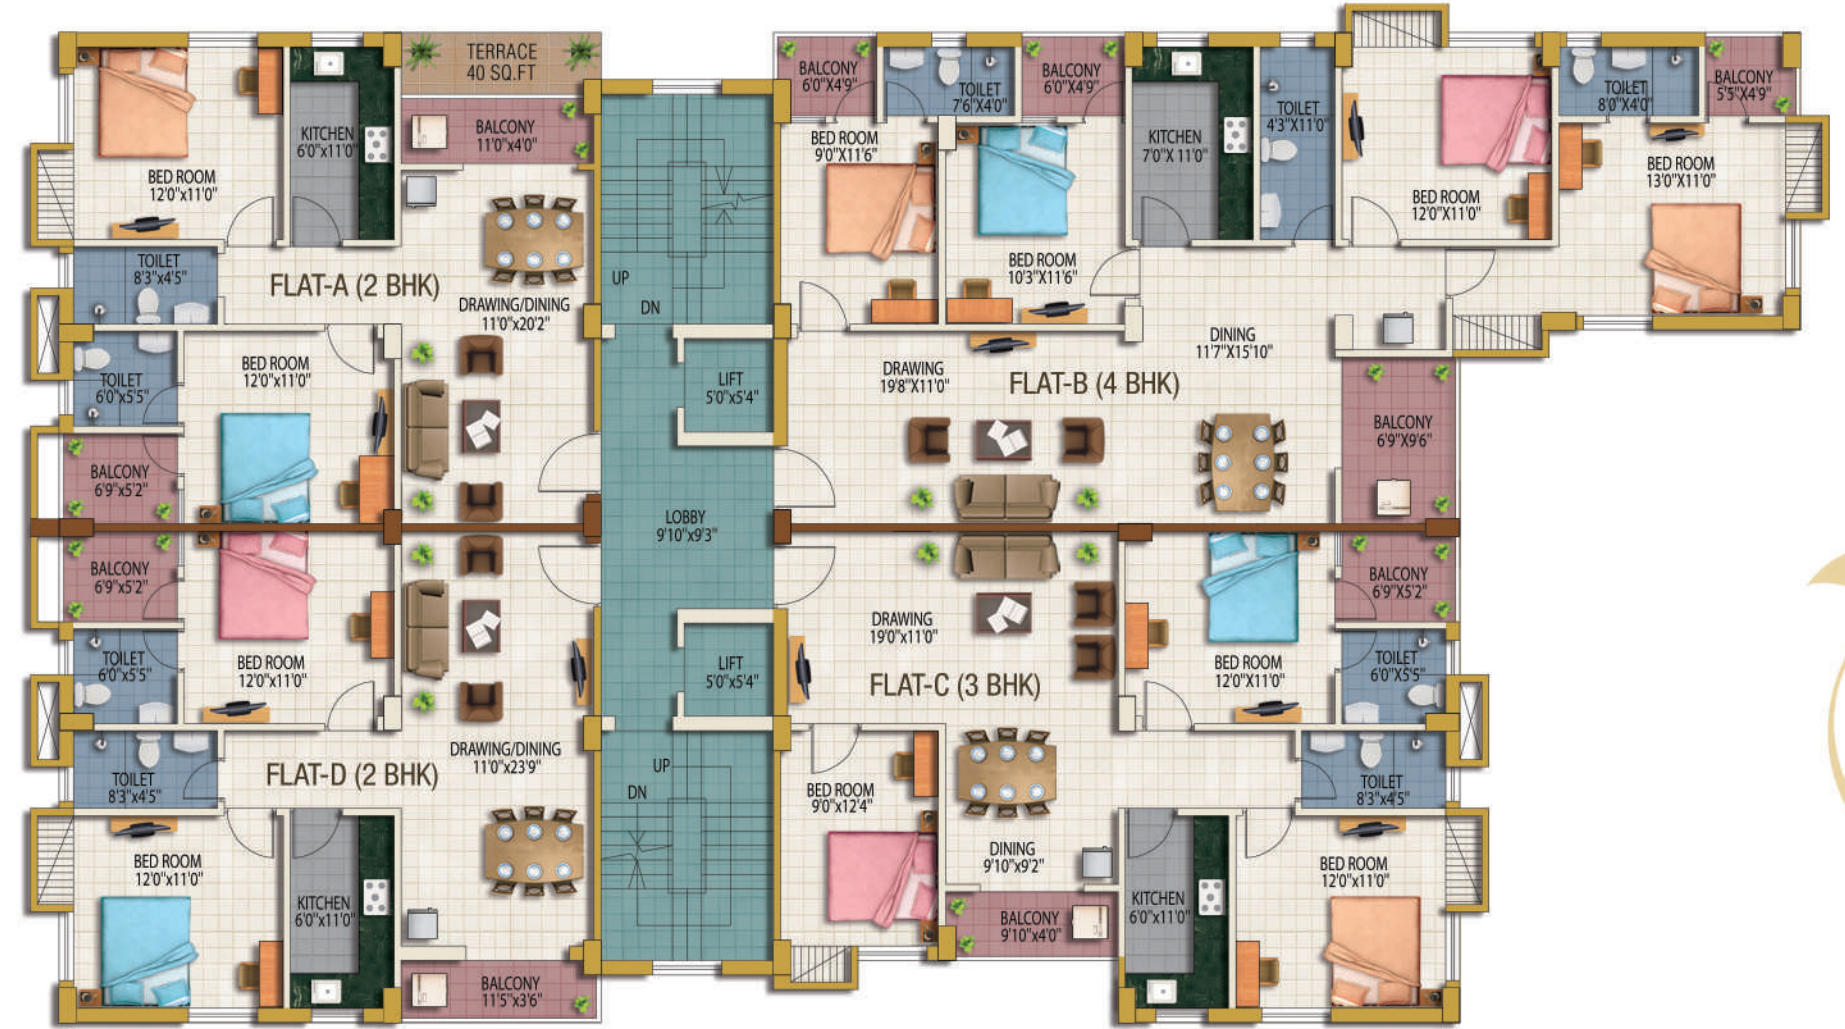 TERRACE
40 SQ.FT
BALCONY
11'0"x4'0"
KITCHEN
6'0"x11'0"
BED ROOM
12'0"x11'0"
TOILET
8'3"x4'5"
FLAT-A (2 BHK)
DRAWING/DINING
11'0"x20'2"
TOILET
6'0"x5'5"
BED ROOM
12'0"x11'0"
BALCONY
6'9"x5'2"
UP
DN
LIFT
5'0"x5'4"
LOBBY
9'10"x9'3"
LIFT
5'0"x5'4"
UP
DN
BALCONY
6'0"X4'9"
TOILET
7'6"X4'0"
BALCONY
6'0"X4'9"
BED ROOM
9'0"X11'6"
BED ROOM
10'3"X11'6"
KITCHEN
7'0"X 11'0"
TOILET
4'3"X11'0"
BED ROOM
12'0"X11'0"
TOILET
8'0"X4'0"
BALCONY
5'5"X4'9"
BED ROOM
13'0"X11'0"
DINING
11'7"X15'10"
DRAWING
19'8"X11'0"
FLAT-B (4 BHK)
BALCONY
6'9"X9'6"
BALCONY
6'9"x5'2"
TOILET
6'0"x5'5"
BED ROOM
12'0"x11'0"
DRAWING/DINING
11'0"x23'9"
FLAT-D (2 BHK)
TOILET
8'3"x4'5"
BED ROOM
12'0"x11'0"
KITCHEN
6'0"x11'0"
BALCONY
11'5"x3'6"
DRAWING
19'0"x11'0"
FLAT-C (3 BHK)
BALCONY
6'9"X5'2"
BED ROOM
12'0"X11'0"
TOILET
6'0"X5'5"
BED ROOM
9'0"x12'4"
TOILET
8'3"x4'5"
DINING
9'10"x9'2"
BALCONY
9'10"x4'0"
KITCHEN
6'0"x11'0"
BED ROOM
12'0"x11'0"